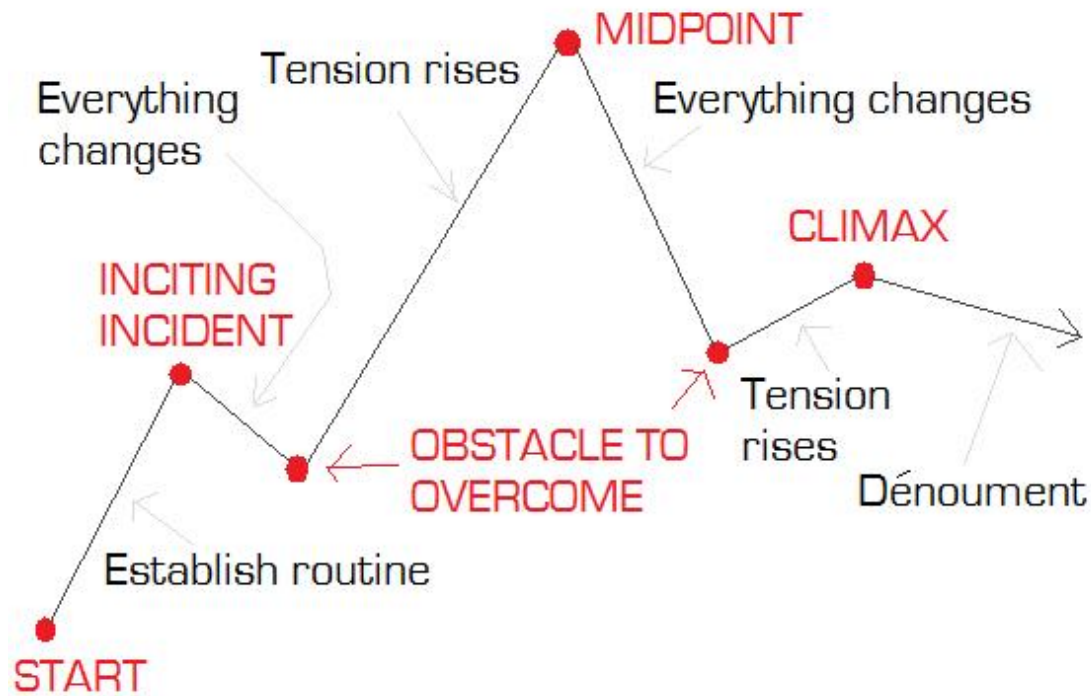 MIDPOINT
Tension rises
Everything
changes
Everything changes
CLIMAX
INCITING
INCIDENT
Tension
rises
OBSTACLE TO
OVERCOME
Dénoument
Establish routine
START